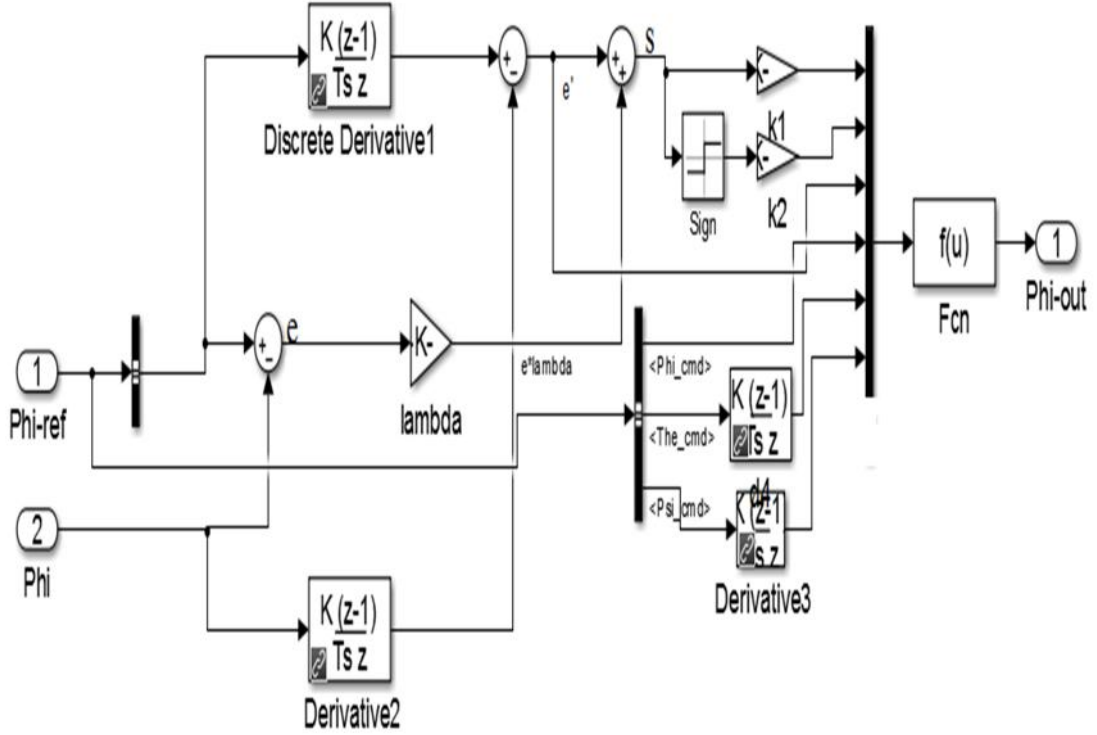 K (z-1)
Ts z
Discrete Derivative1
+
-
e'
+
+
S
K-
k1
K-
k2
Sign
f(u)
Fcn
1
Phi-out
1
Phi-ref
+
-
e
K-
lambda
e*lambda
<Phi_cmd>
<The_cmd>
<Psi_cmd>
K (z-1)
Ts z
d4
K (z-1
s z
Derivative3
2
Phi
K (z-1)
Ts z
Derivative2